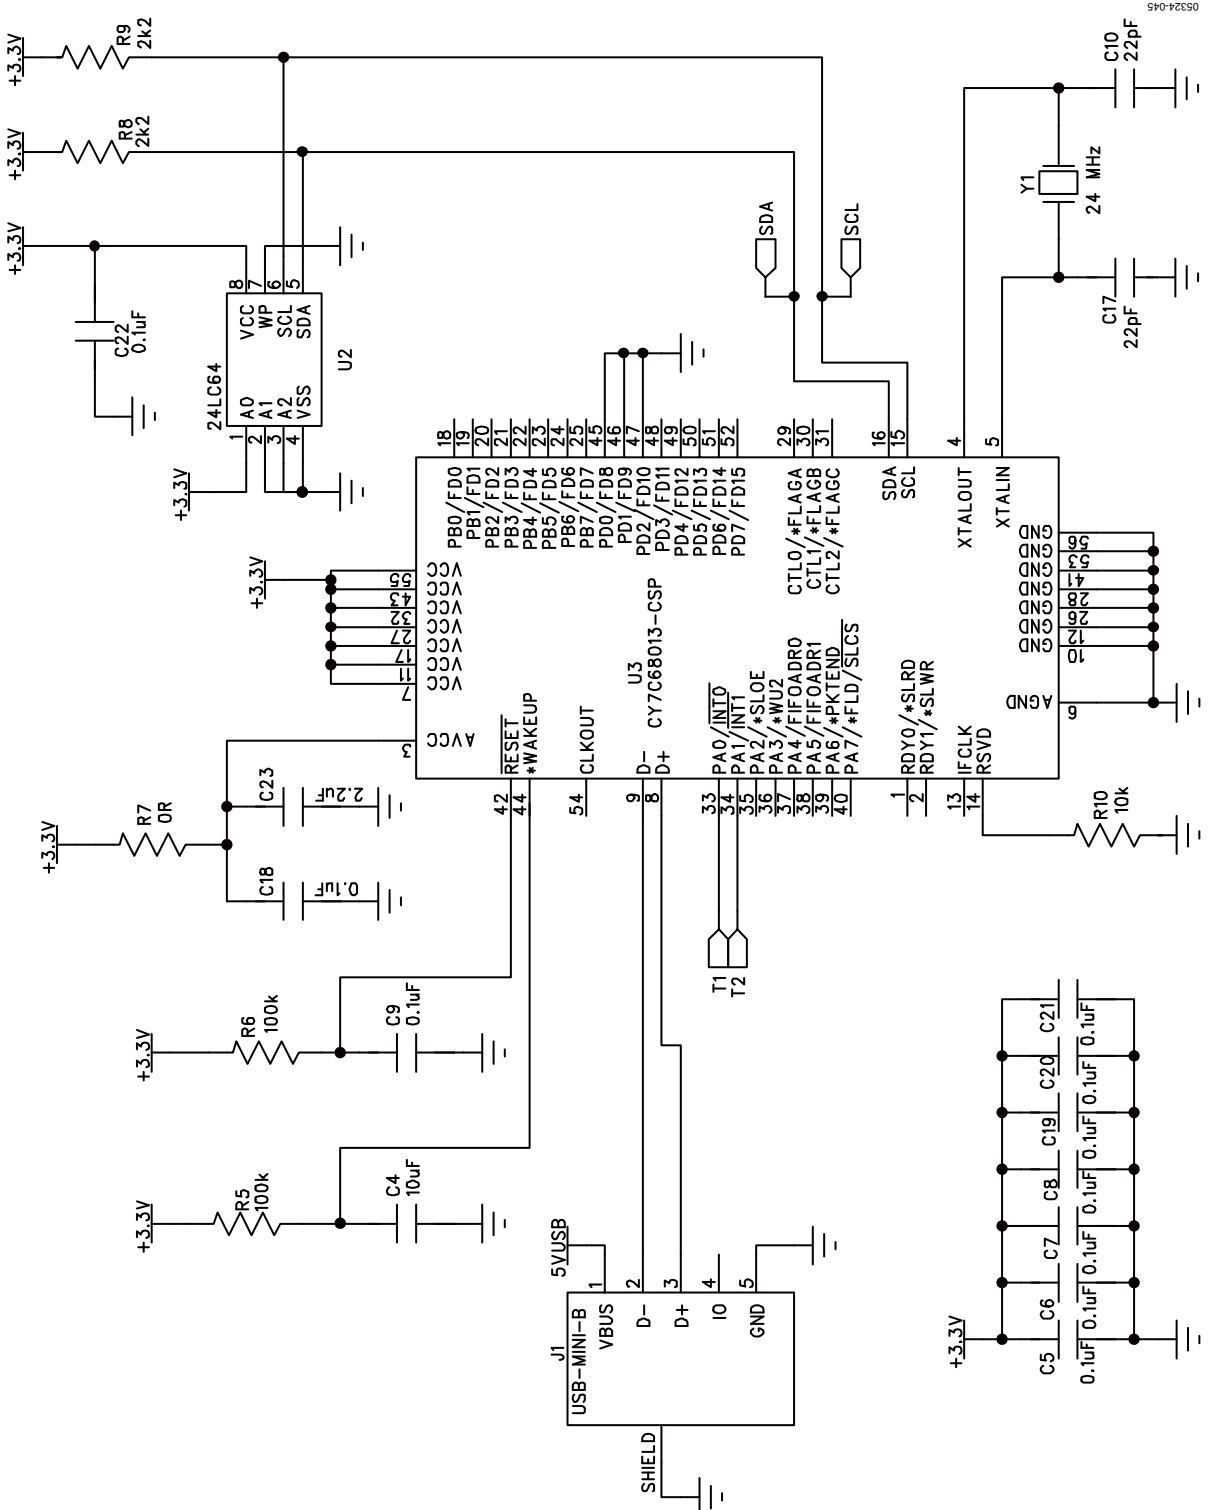 05324-045
+3.3V
R9
2k2
+3.3V
R8
2k2
+3.3V
C22
0.1uF
24LC64
U2
1 A0
2 A1
3 A2
4 VSS
VCC 8
WP 7
SCL 6
SDA 5
+3.3V
SDA
SCL
C10
22pF
Y1
24 MHz
C17
22pF
+3.3V
U3
CY7C68013-CSP
VCC 55
VCC 43
VCC 32
VCC 27
VCC 17
VCC 11
VCC 7
AVCC 3
18 PB0/FD0
19 PB1/FD1
20 PB2/FD2
21 PB3/FD3
22 PB4/FD4
23 PB5/FD5
24 PB6/FD6
25 PB7/FD7
45 PD0/FD8
46 PD1/FD9
47 PD2/FD10
48 PD3/FD11
49 PD4/FD12
50 PD5/FD13
51 PD6/FD14
52 PD7/FD15
29 CTL0/*FLAGA
30 CTL1/*FLAGB
31 CTL2/*FLAGC
16 SDA
15 SCL
4 XTALOUT
5 XTALIN
GND 56
GND 53
GND 41
GND 28
GND 26
GND 12
GND 10
AGND 6
42 RESET
44 *WAKEUP
54 CLKOUT
9 D-
8 D+
33 PA0/INT0
34 PA1/INT1
35 PA2/*SLOE
36 PA3/*WU2
37 PA4/FIFOADR0
38 PA5/FIFOADR1
39 PA6/*PKTEND
40 PA7/*FLD/SLCS
1 RDY0/*SLRD
2 RDY1/*SLWR
13 IFCLK
14 RSVD
+3.3V
R7
0R
C23
2.2uF
C18
0.1uF
R10
10k
T1
T2
+3.3V
R6
100k
C9
0.1uF
+3.3V
R5
100k
C4
10uF
5VUSB
J1
USB-MINI-B
1 VBUS
2 D-
3 D+
4 IO
5 GND
SHIELD
+3.3V
C5
0.1uF
C6
0.1uF
C7
0.1uF
C8
0.1uF
C19
0.1uF
C20
0.1uF
C21
0.1uF